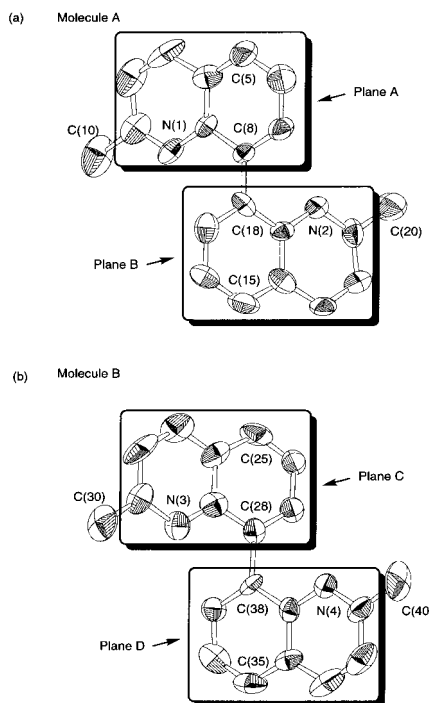 (a) Molecule A
C(5)
Plane A
C(10) N(1) C(8)
C(18) N(2) C(20)
Plane B C(15)
(b) Molecule B
C(25)
Plane C
C(30) N(3) C(28)
C(38) N(4) C(40
Plane D C(35)